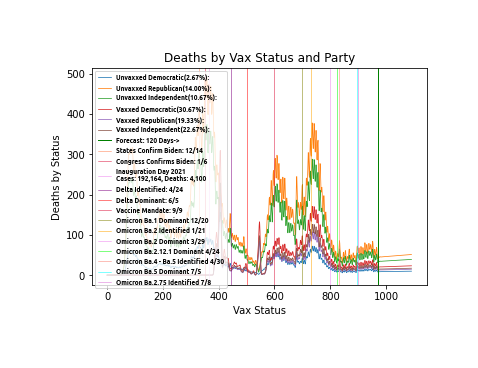 Deaths by Vax Status and Party
500
400
300
200
100
0
Deaths by Status
Unvaxxed Democratic(2.67%):
Unvaxxed Republican(14.00%):
Unvaxxed Independent(10.67%):
Vaxxed Democratic(30.67%):
Vaxxed Republican(19.33%):
Vaxxed Independent(22.67%):
Forecast: 120 Days->
States Confirm Biden: 12/14
Congress Confirms Biden: 1/6
Inauguration Day 2021
Cases: 192,164, Deaths: 4,100
Delta Identified: 4/24
Delta Dominant: 6/5
Vaccine Mandate: 9/9
Omicron Ba.1 Dominant 12/20
Omicron Ba.2 Identified 1/21
Omicron Ba.2 Dominant 3/29
Omicron Ba.2.12.1 Dominant 4/24
Omicron Ba.4 - Ba.5 Identified 4/30
Omicron Ba.5 Dominant 7/5
Omicron Ba.2.75 Identified 7/8
0 200 400 600 800 1000
Vax Status